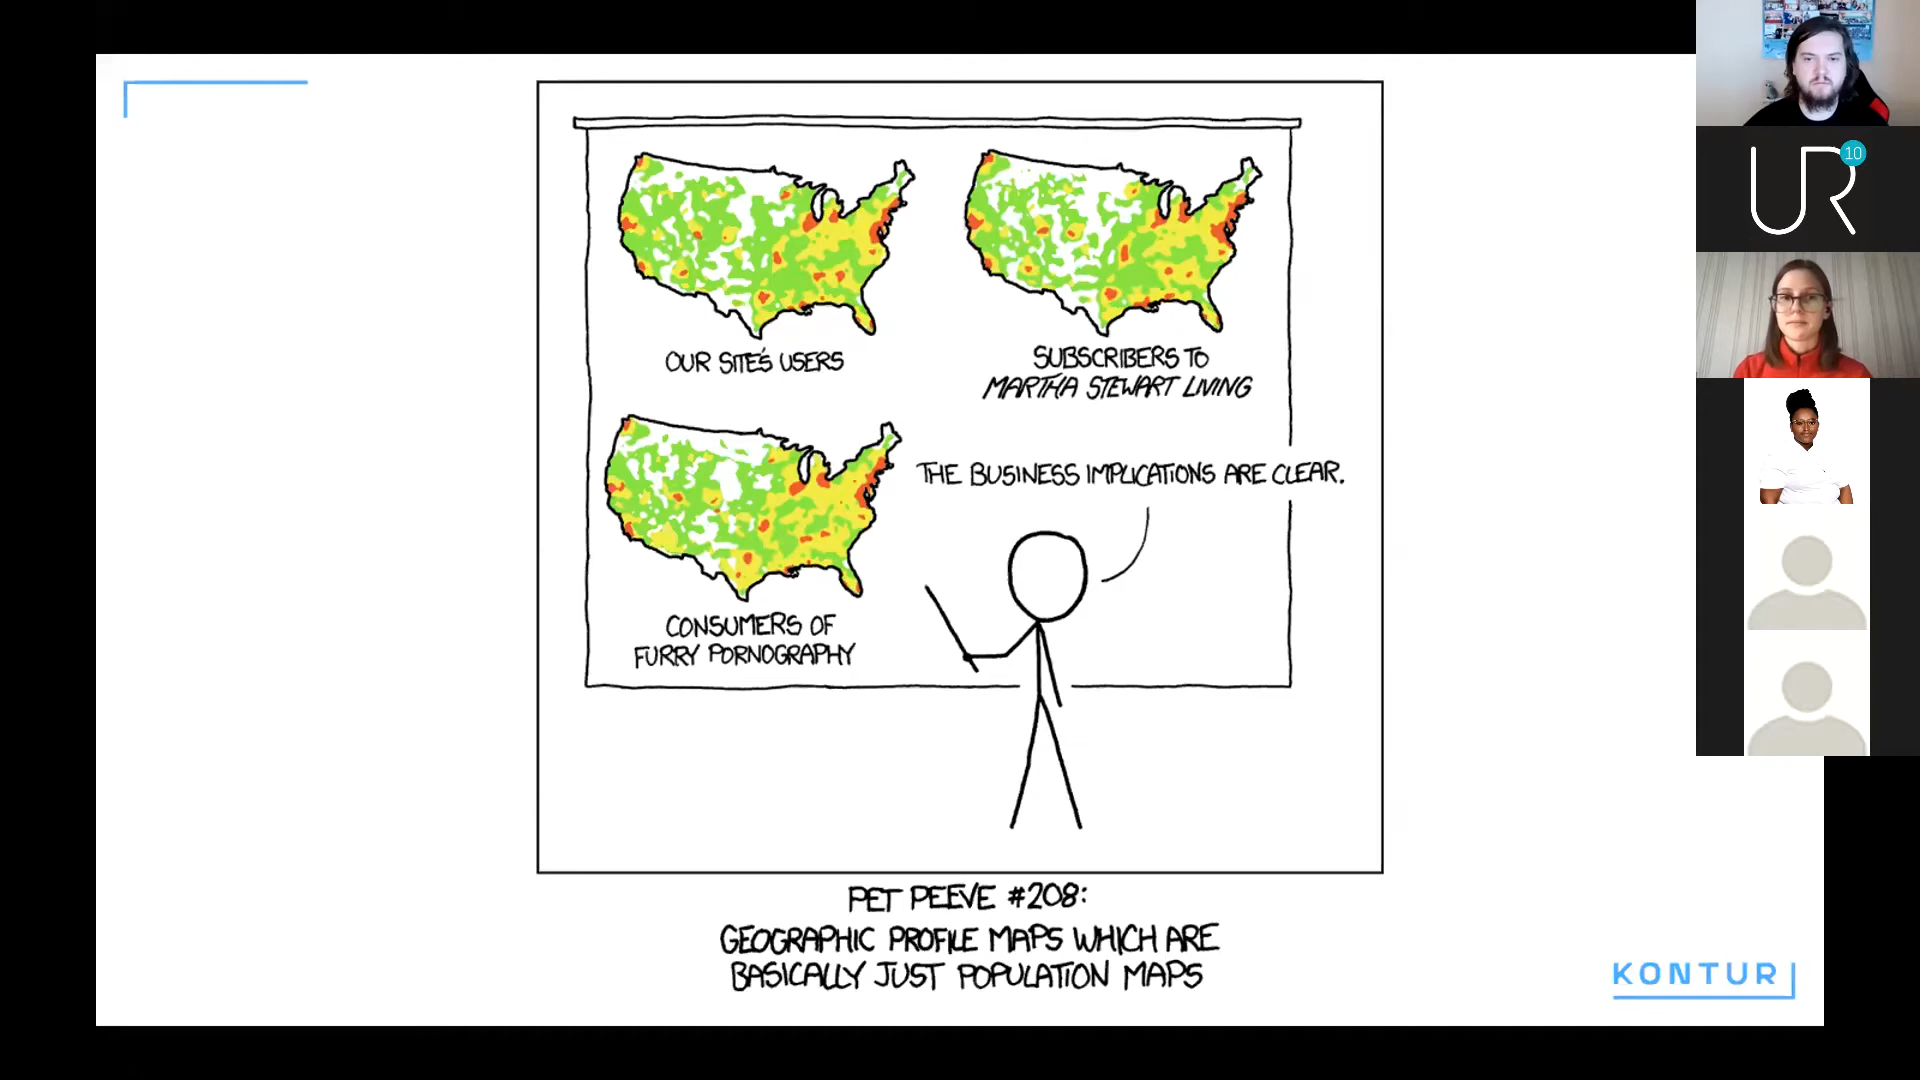 OUR SITE'S USERS
SUBSCRIBERS TO
MARTHA STEWART LIVING
THE BUSINESS IMPLICATIONS ARE CLEAR.
CONSUMERS OF
FURRY PORNOGRAPHY
PET PEEVE #208:
GEOGRAPHIC PROFILE MAPS WHICH ARE
BASICALLY JUST POPULATION MAPS
KONTUR
UR
10